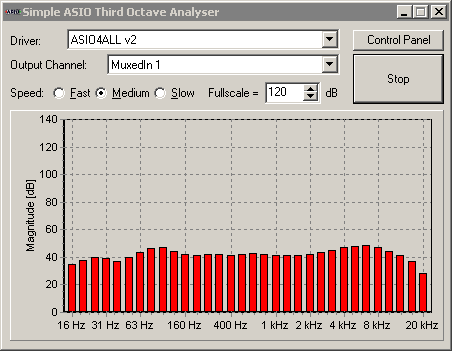 ASIO Simple ASIO Third Octave Analyser
Driver: ASIO4ALL v2 Control Panel
Output Channel: MuxedIn 1 Stop
Speed: Fast Medium Slow Fullscale = 120 dB
Magnitude [dB]
140
120
100
80
60
40
20
0
16 Hz 31 Hz 63 Hz 160 Hz 400 Hz 1 kHz 2 kHz 4 kHz 8 kHz 20 kHz